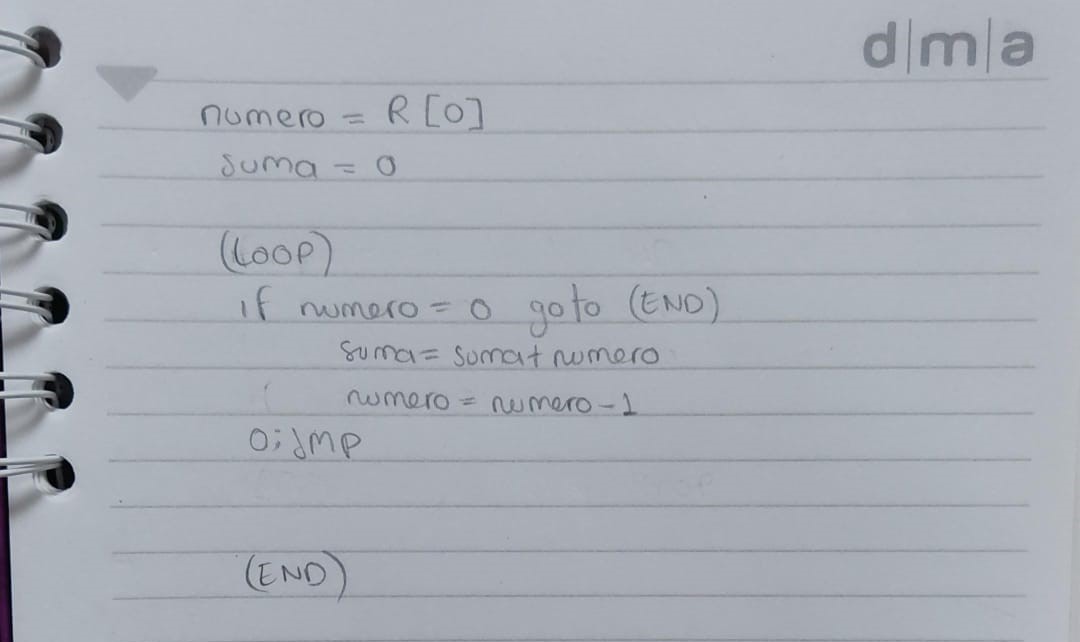 d|m|a
numero = R[0]
suma = 0
(LOOP)
if numero = 0 goto (END)
suma = suma + numero
numero = numero - 1
0;JMP
(END)